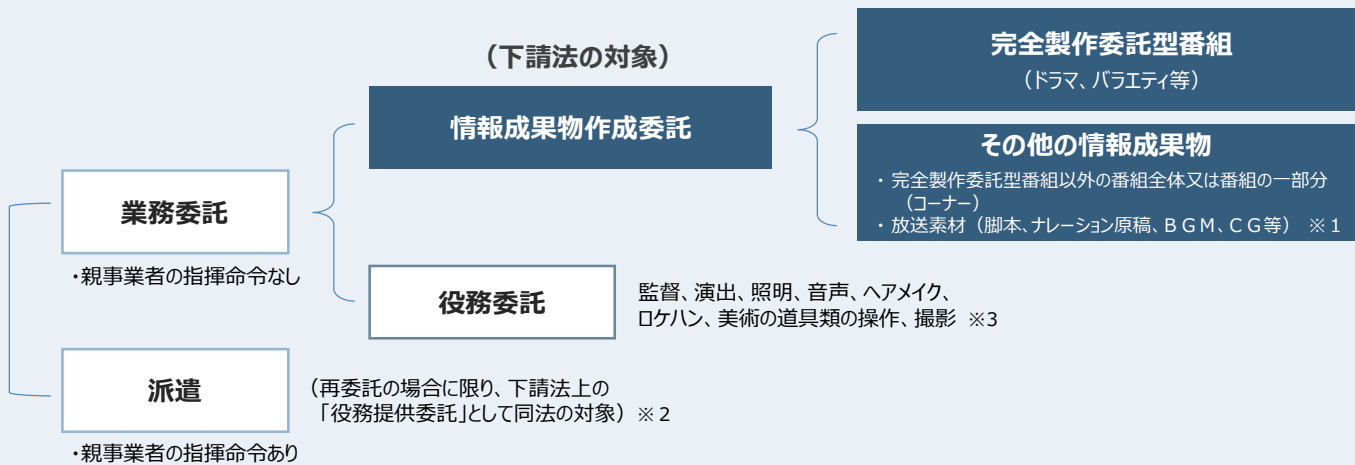 （下請法の対象）
情報成果物作成委託
完全製作委託型番組
（ドラマ、バラエティ等）
その他の情報成果物
・完全製作委託型番組以外の番組全体又は番組の一部分
（コーナー）
・放送素材（脚本、ナレーション原稿、ＢＧＭ、ＣＧ等） ※１
業務委託
・親事業者の指揮命令なし
役務委託
監督、演出、照明、音声、ヘアメイク、
ロケハン、美術の道具類の操作、撮影 ※3
派遣
・親事業者の指揮命令あり
（再委託の場合に限り、下請法上の
「役務提供委託」として同法の対象） ※２